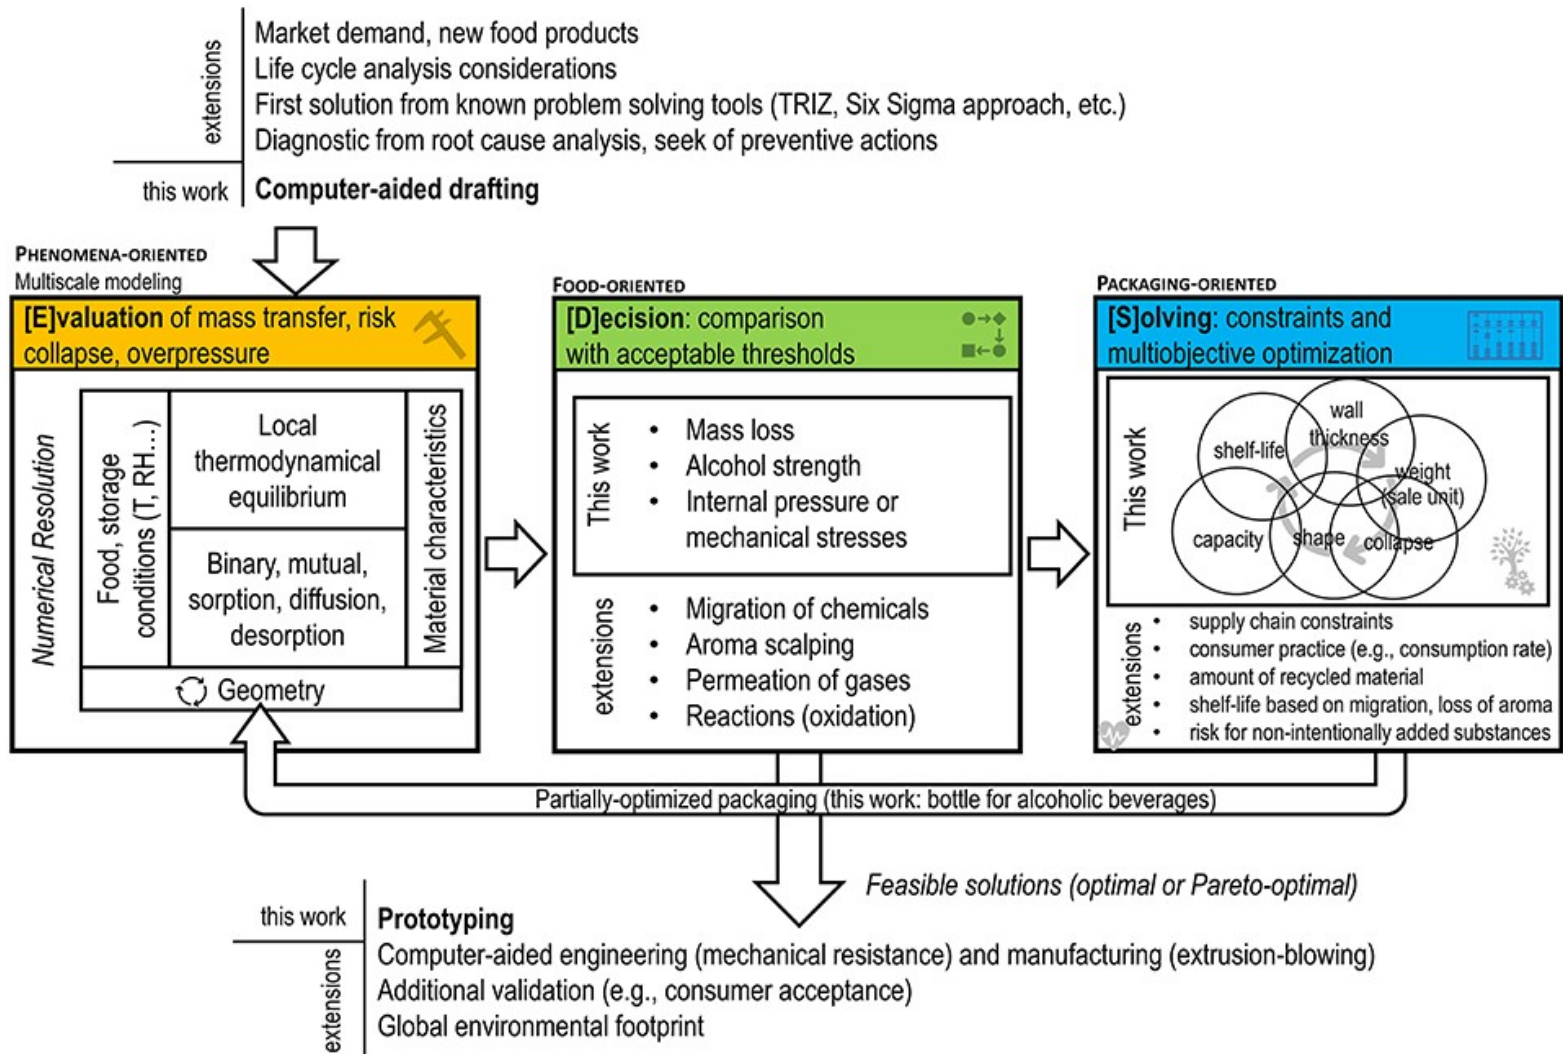 extensions
Market demand, new food products
Life cycle analysis considerations
First solution from known problem solving tools (TRIZ, Six Sigma approach, etc.)
Diagnostic from root cause analysis, seek of preventive actions
this work
Computer-aided drafting
PHENOMENA-ORIENTED
Multiscale modeling
[E]valuation of mass transfer, risk
collapse, overpressure
Numerical Resolution
Food, storage
conditions (T, RH...)
Local
thermodynamical
equilibrium
Binary, mutual,
sorption, diffusion,
desorption
Material characteristics
Geometry
FOOD-ORIENTED
[D]ecision: comparison
with acceptable thresholds
This work
• Mass loss
• Alcohol strength
• Internal pressure or
mechanical stresses
extensions
• Migration of chemicals
• Aroma scalping
• Permeation of gases
• Reactions (oxidation)
PACKAGING-ORIENTED
[S]olving: constraints and
multiobjective optimization
This work
wall
thickness
shelf-life
weight
(sale unit)
capacity
shape
collapse
extensions
• supply chain constraints
• consumer practice (e.g., consumption rate)
• amount of recycled material
• shelf-life based on migration, loss of aroma
• risk for non-intentionally added substances
Partially-optimized packaging (this work: bottle for alcoholic beverages)
Feasible solutions (optimal or Pareto-optimal)
this work
Prototyping
extensions
Computer-aided engineering (mechanical resistance) and manufacturing (extrusion-blowing)
Additional validation (e.g., consumer acceptance)
Global environmental footprint